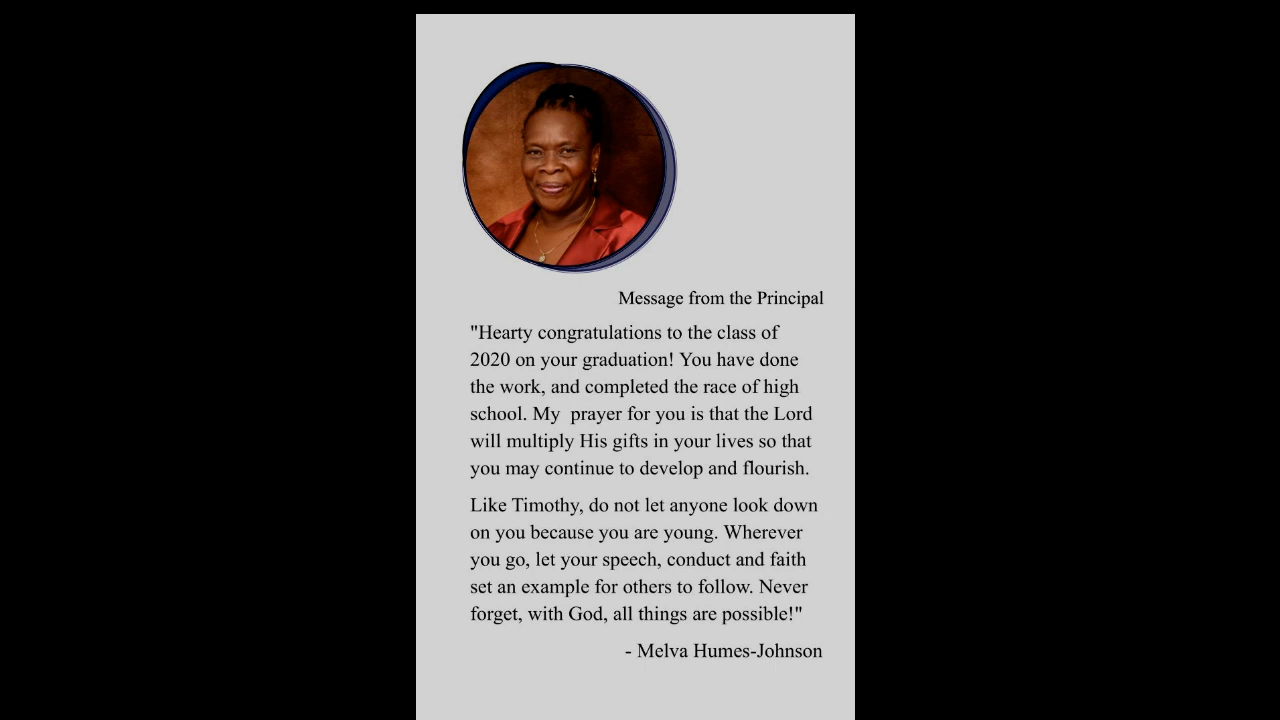 Message from the Principal
"Hearty congratulations to the class of
2020 on your graduation! You have done
the work, and completed the race of high
school. My  prayer for you is that the Lord
will multiply His gifts in your lives so that
you may continue to develop and flourish.
Like Timothy, do not let anyone look down
on you because you are young. Wherever
you go, let your speech, conduct and faith
set an example for others to follow. Never
forget, with God, all things are possible!"
- Melva Humes-Johnson